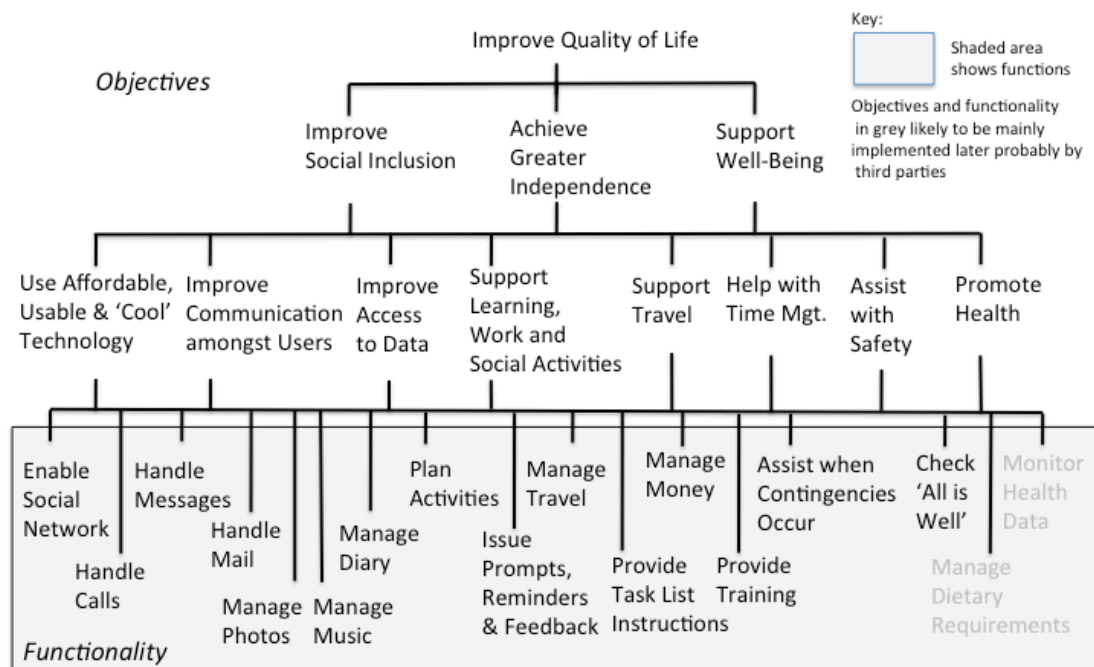 Improve Quality of Life
Key:
Shaded area
shows functions
Objectives
Objectives and functionality
in grey likely to be mainly
implemented later probably by
third parties
Improve
Social Inclusion
Achieve
Greater
Independence
Support
Well-Being
Use Affordable,
Usable & ‘Cool’
Technology
Improve
Communication
amongst Users
Improve
Access
to Data
Support
Learning,
Work and
Social Activities
Support
Travel
Help with
Time Mgt.
Assist
with
Safety
Promote
Health
Enable
Social
Network
Handle
Calls
Handle
Messages
Handle
Mail
Manage
Photos
Manage
Music
Manage
Diary
Plan
Activities
Issue
Prompts,
Reminders
& Feedback
Manage
Travel
Provide
Task List
Instructions
Manage
Money
Provide
Training
Assist when
Contingencies
Occur
Check
‘All is
Well’
Manage
Dietary
Requirements
Monitor
Health
Data
Functionality